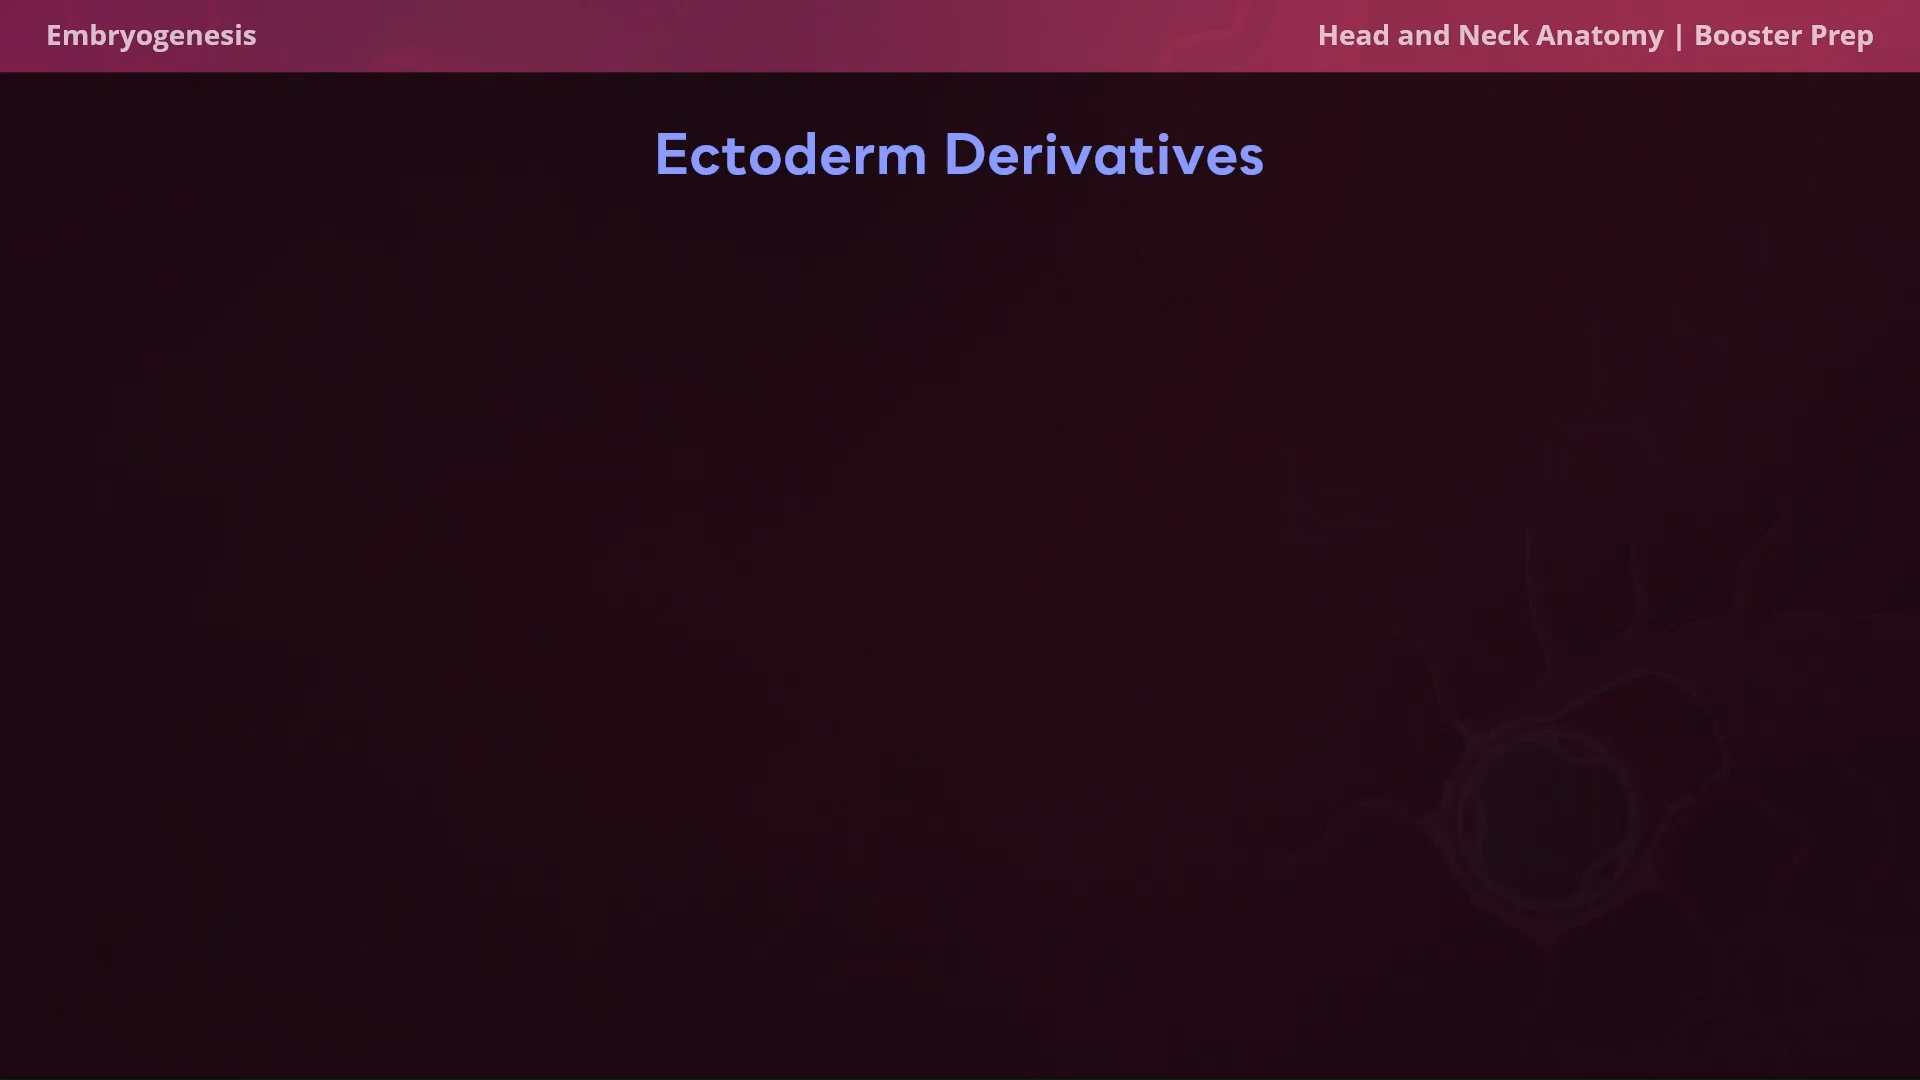 Embryogenesis
Head and Neck Anatomy | Booster Prep
Ectoderm Derivatives